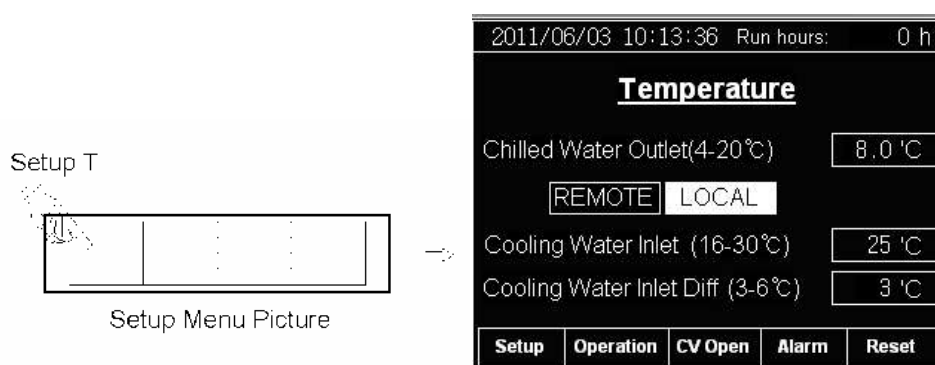 Setup T
Setup Menu Picture
2011/06/03 10:13:36 Run hours: 0 h
Temperature
Chilled Water Outlet(4-20℃) 8.0 'C
REMOTE LOCAL
Cooling Water Inlet (16-30℃) 25 'C
Cooling Water Inlet Diff (3-6℃) 3 'C
Setup Operation CV Open Alarm Reset